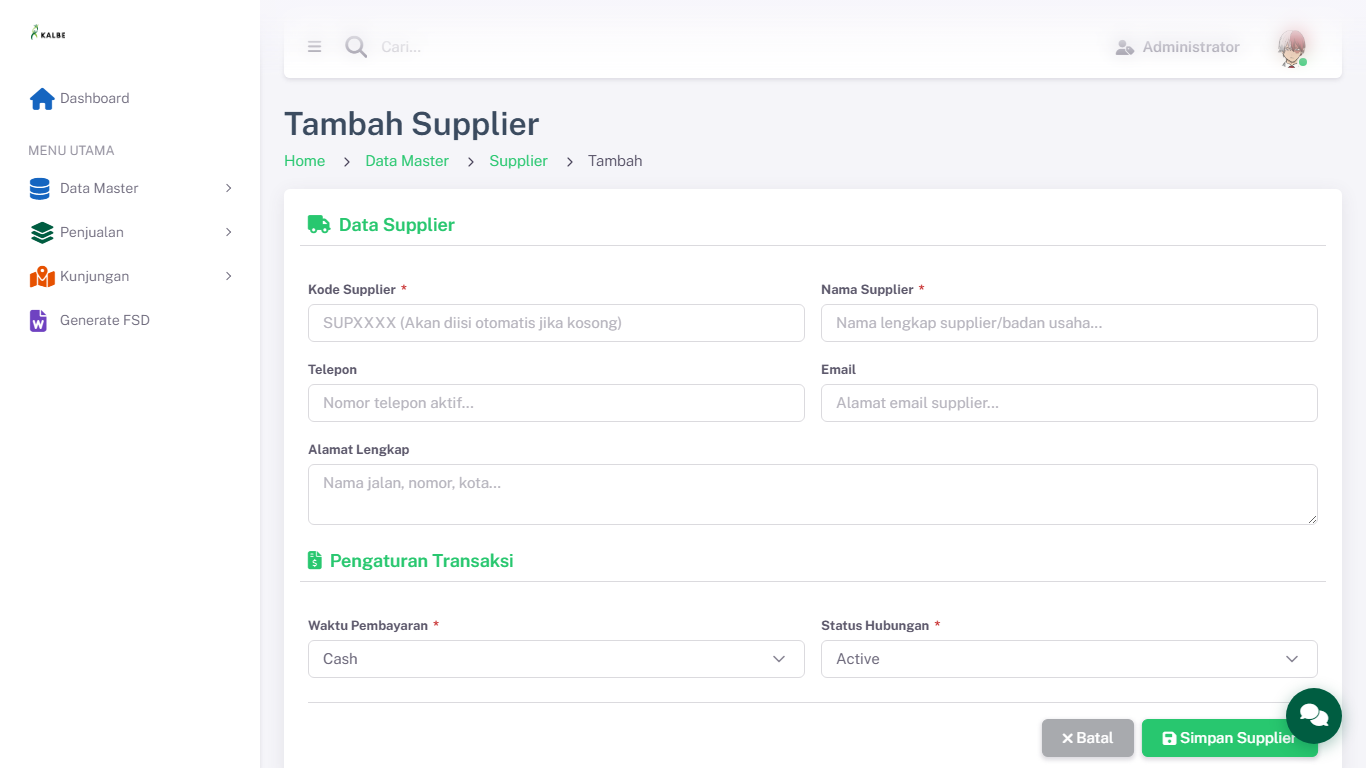 KALBE
Cari...
Administrator
Dashboard
MENU UTAMA
Data Master
Penjualan
Kunjungan
Generate FSD
Tambah Supplier
Home > Data Master > Supplier > Tambah
Data Supplier
Kode Supplier *
SUPXXXX (Akan diisi otomatis jika kosong)
Nama Supplier *
Nama lengkap supplier/badan usaha...
Telepon
Nomor telepon aktif...
Email
Alamat email supplier...
Alamat Lengkap
Nama jalan, nomor, kota...
Pengaturan Transaksi
Waktu Pembayaran *
Cash
Status Hubungan *
Active
Batal
Simpan Supplier